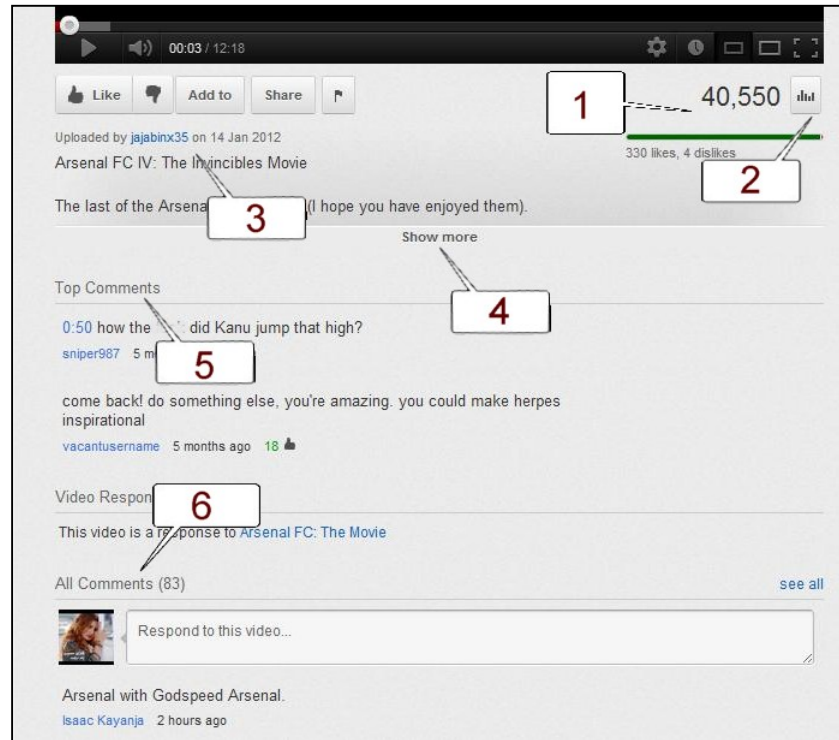 00:03 / 12:18
Like Add to Share
1
40,550
Uploaded by jajabinx35 on 14 Jan 2012
330 likes, 4 dislikes
Arsenal FC IV: The Invincibles Movie
2
3
The last of the Arsena (I hope you have enjoyed them).
Show more
4
Top Comments
0:50 how the did Kanu jump that high?
sniper987 5 m
5
come back! do something else, you're amazing. you could make herpes
inspirational
vacantusername 5 months ago 18
Video Respon
6
This video is a response to Arsenal FC: The Movie
All Comments (83) see all
Respond to this video...
Arsenal with Godspeed Arsenal.
Isaac Kayanja 2 hours ago